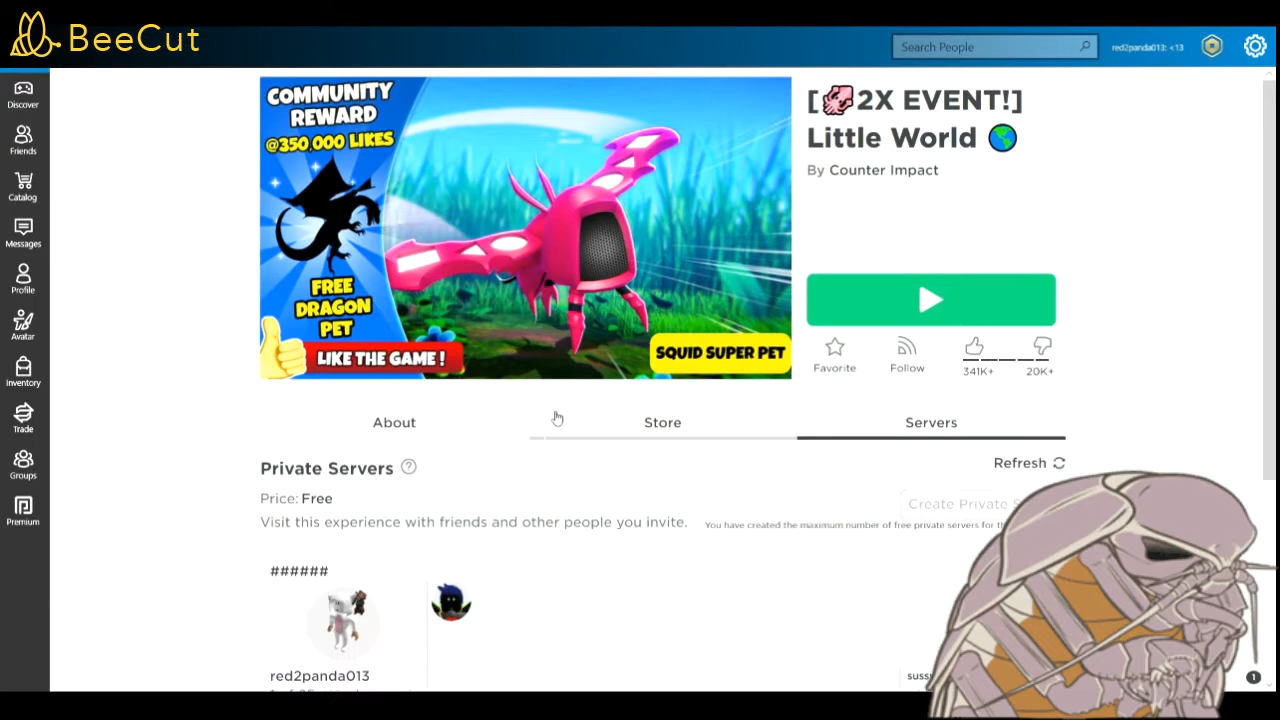 BeeCut
Search People
red2panda013: <13
Discover
Friends
Catalog
Messages
Profile
Avatar
Inventory
Trade
Groups
Premium
COMMUNITY
REWARD
@350,000 LIKES
FREE
DRAGON
PET
LIKE THE GAME !
SQUID SUPER PET
[🦑2X EVENT!]
Little World 🌎
By Counter Impact
Favorite
Follow
341K+
20K+
About
Store
Servers
Private Servers ?
Refresh
Price: Free
Create Private S
Visit this experience with friends and other people you invite.
You have created the maximum number of free private servers for
######
red2panda013
1